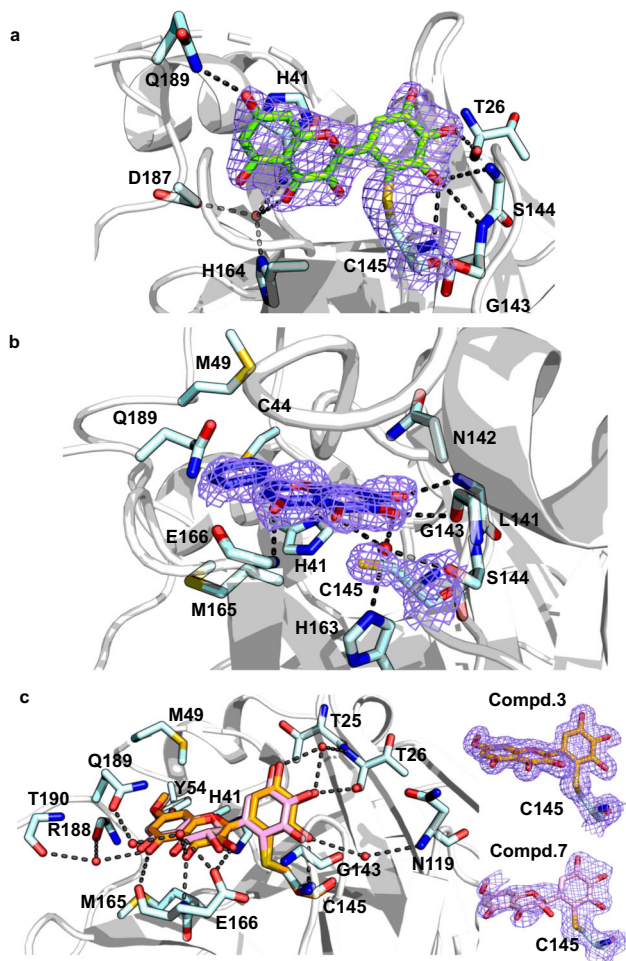 a
Q189
H41
T26
D187
S144
H164
C145
G143
b
M49
Q189
C44
N142
E166
G143
L141
H41
M165
C145
S144
H163
c
M49
T25
Compd.3
Q189
T26
Y54
H41
T190
R188
C145
G143
N119
Compd.7
M165
E166
C145
C145